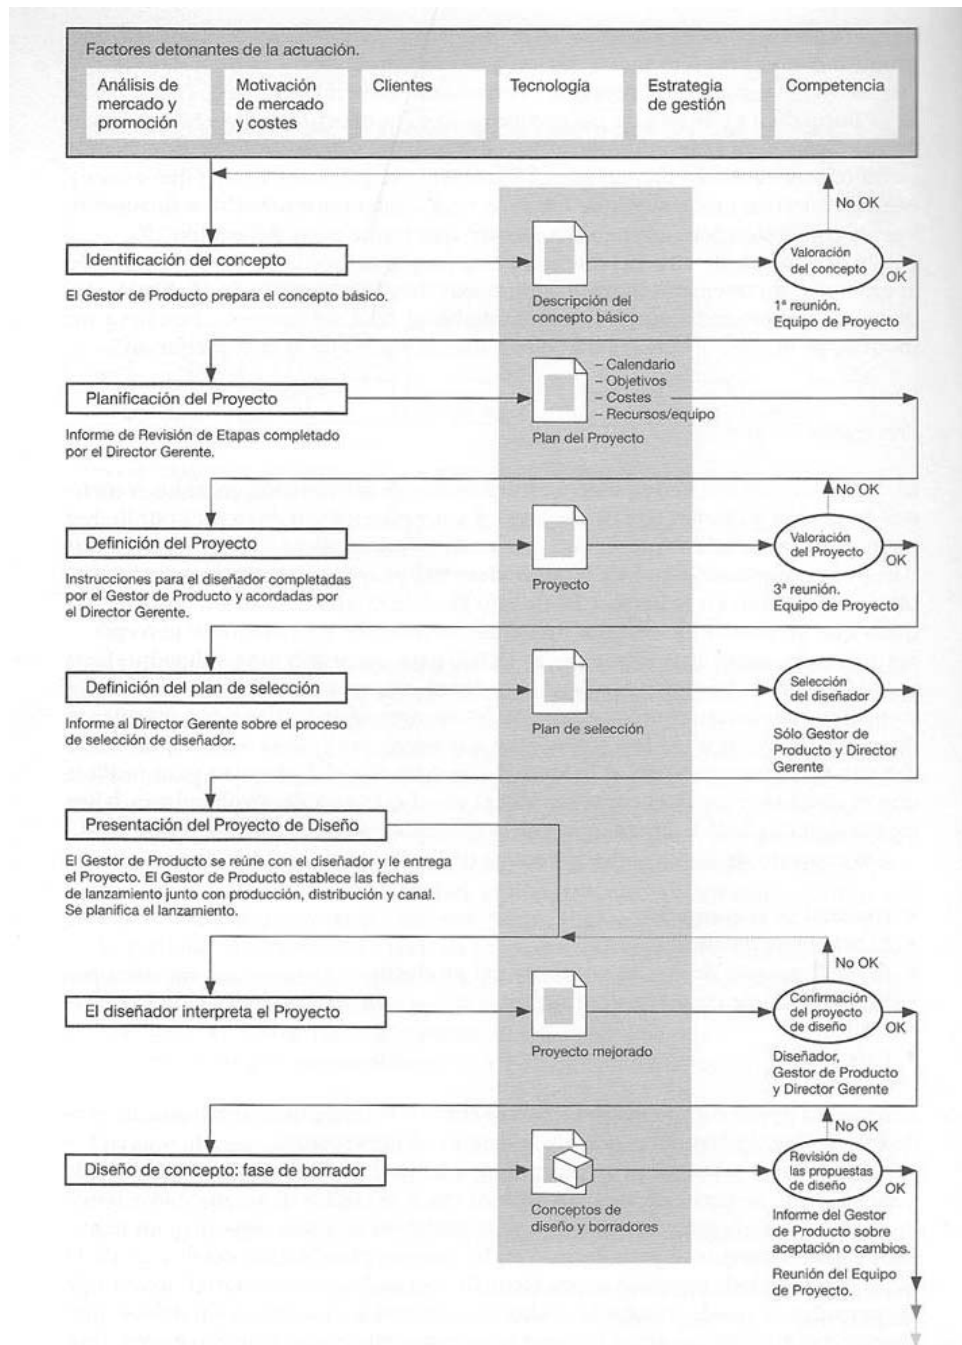 Factores detonantes de la actuación.
Análisis de
mercado y
promoción
Motivación
de mercado
y costes
Clientes
Tecnología
Estrategia
de gestión
Competencia
No OK
Identificación del concepto
Valoración
del concepto
OK
El Gestor de Producto prepara el concepto básico.
Descripción del
concepto básico
1ª reunión.
Equipo de Proyecto
Planificación del Proyecto
– Calendario
– Objetivos
– Costes
– Recursos/equipo
Informe de Revisión de Etapas completado
por el Director Gerente.
Plan del Proyecto
No OK
Definición del Proyecto
Valoración
del Proyecto
OK
Instrucciones para el diseñador completadas
por el Gestor de Producto y acordadas por
el Director Gerente.
Proyecto
3ª reunión.
Equipo de Proyecto
Definición del plan de selección
Selección
del diseñador
Informe al Director Gerente sobre el proceso
de selección de diseñador.
Plan de selección
Sólo Gestor de
Producto y Director
Gerente
Presentación del Proyecto de Diseño
El Gestor de Producto se reúne con el diseñador y le entrega
el Proyecto. El Gestor de Producto establece las fechas
de lanzamiento junto con producción, distribución y canal.
Se planifica el lanzamiento.
No OK
El diseñador interpreta el Proyecto
Confirmación
del proyecto
de diseño
OK
Proyecto mejorado
Diseñador,
Gestor de Producto
y Director Gerente
No OK
Diseño de concepto: fase de borrador
Revisión de
las propuestas
de diseño
OK
Conceptos de
diseño y borradores
Informe del Gestor
de Producto sobre
aceptación o cambios.
Reunión del Equipo
de Proyecto.